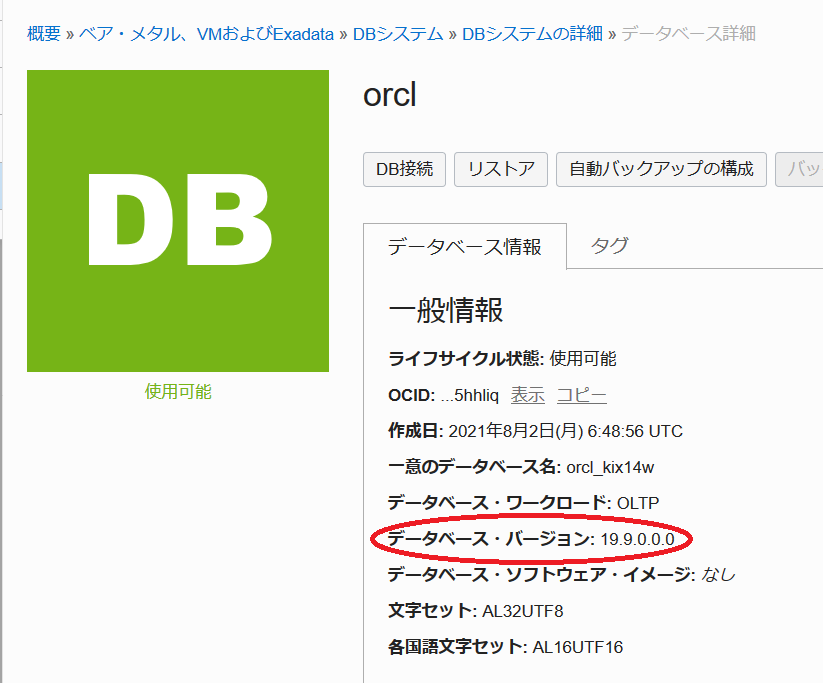 概要 » ベア・メタル、VMおよびExadata » DBシステム » DBシステムの詳細 » データベース詳細
DB
使用可能
orcl
DB接続 リストア 自動バックアップの構成 バッ
データベース情報 タグ
一般情報
ライフサイクル状態: 使用可能
OCID: ...5hhliq 表示 コピー
作成日: 2021年8月2日(月) 6:48:56 UTC
一意のデータベース名: orcl_kix14w
データベース・ワークロード: OLTP
データベース・バージョン: 19.9.0.0.0
データベース・ソフトウェア・イメージ: なし
文字セット: AL32UTF8
各国語文字セット: AL16UTF16